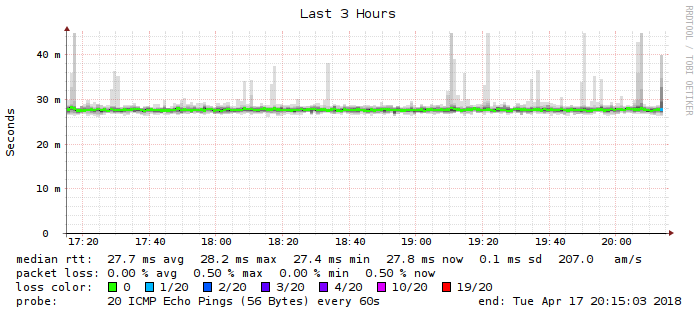 Last 3 Hours
RRDTOOL / TOBI OETIKER
Seconds
40 m
30 m
20 m
10 m
0
17:20 17:40 18:00 18:20 18:40 19:00 19:20 19:40 20:00
median rtt: 27.7 ms avg 28.2 ms max 27.4 ms min 27.8 ms now 0.1 ms sd 207.0 am/s
packet loss: 0.00 % avg 0.50 % max 0.00 % min 0.50 % now
loss color: 0 1/20 2/20 3/20 4/20 10/20 19/20
probe: 20 ICMP Echo Pings (56 Bytes) every 60s end: Tue Apr 17 20:15:03 2018